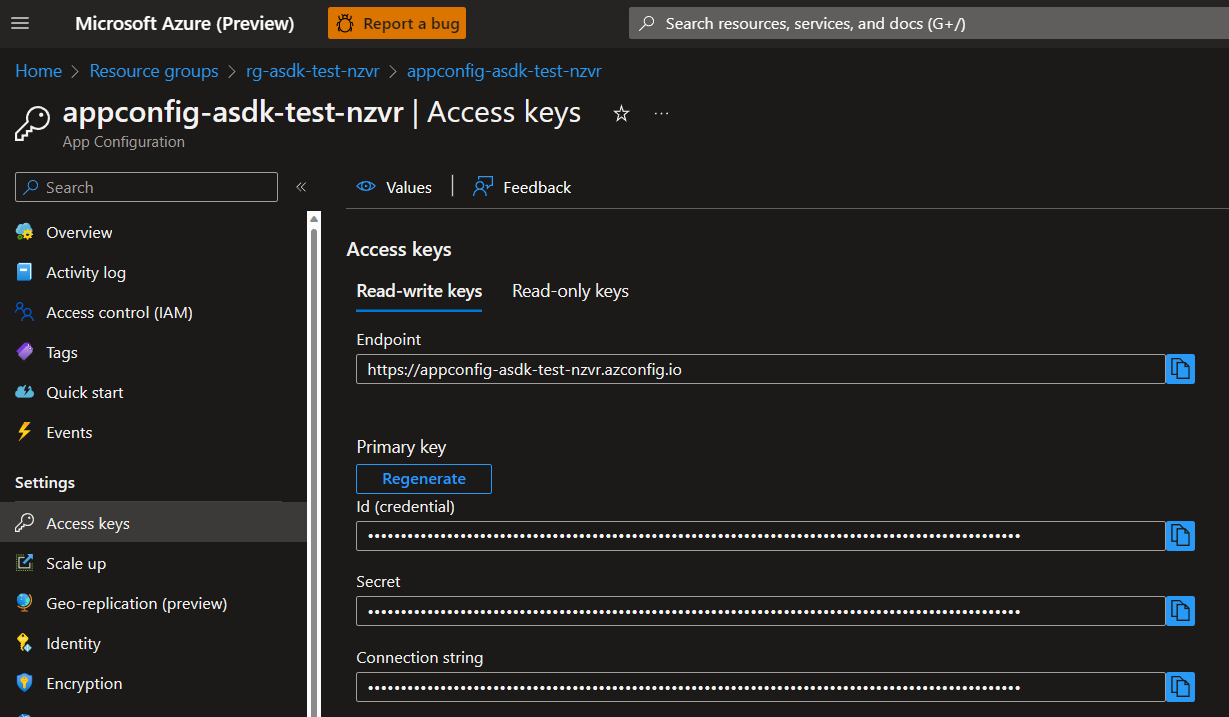 Microsoft Azure (Preview)
Report a bug
Search resources, services, and docs (G+/)
Home > Resource groups > rg-asdk-test-nzvr > appconfig-asdk-test-nzvr
appconfig-asdk-test-nzvr | Access keys
App Configuration
Search
Overview
Activity log
Access control (IAM)
Tags
Quick start
Events
Settings
Access keys
Scale up
Geo-replication (preview)
Identity
Encryption
Values
Feedback
Access keys
Read-write keys
Read-only keys
Endpoint
https://appconfig-asdk-test-nzvr.azconfig.io
Primary key
Regenerate
Id (credential)
Secret
Connection string